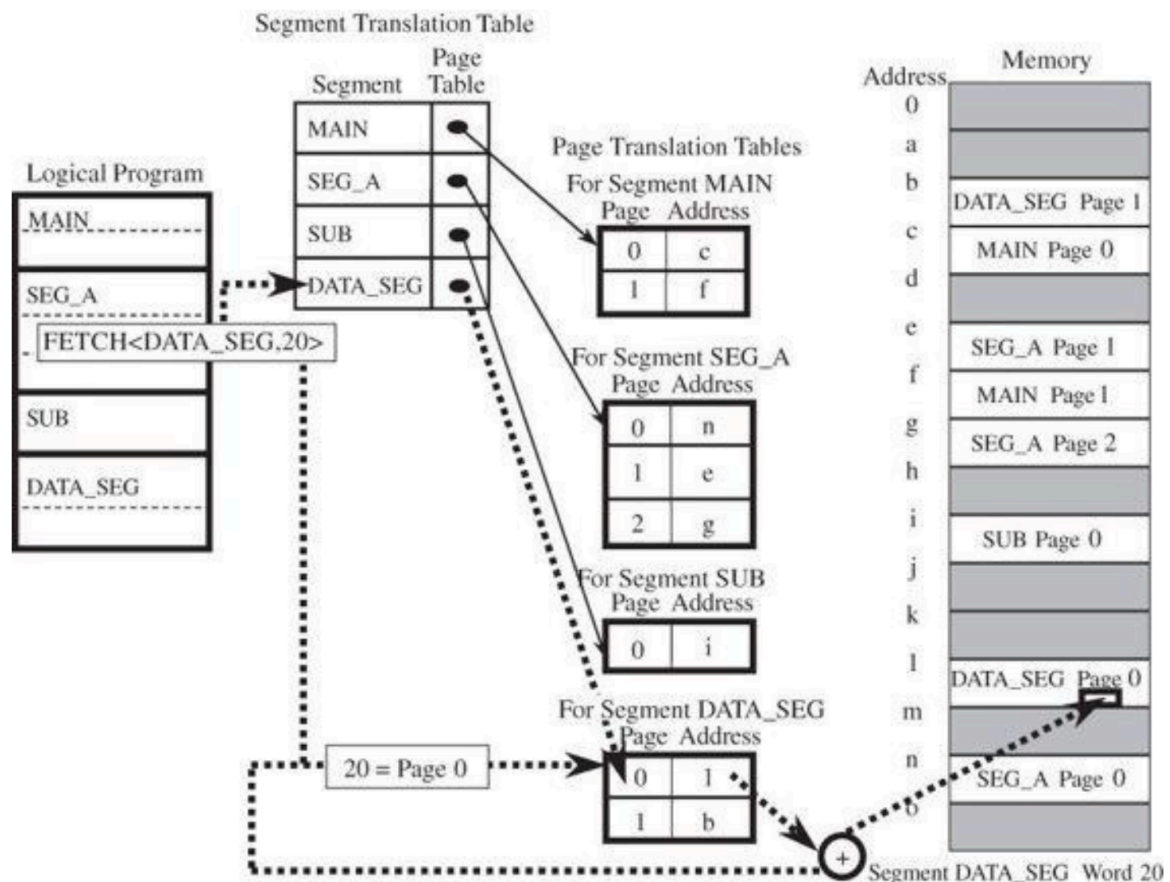 Segment Translation Table
Segment
Page
Table
MAIN
SEG_A
SUB
DATA_SEG
Logical Program
MAIN
SEG_A
FETCH<DATA_SEG,20>
SUB
DATA_SEG
20 = Page 0
Page Translation Tables
For Segment MAIN
Page Address
0 c
1 f
For Segment SEG_A
Page Address
0 n
1 e
2 g
For Segment SUB
Page Address
0 i
For Segment DATA_SEG
Page Address
0 l
1 b
+
Address
Memory
0
a
b
DATA_SEG Page 1
c
MAIN Page 0
d
e
SEG_A Page 1
f
MAIN Page 1
g
SEG_A Page 2
h
i
SUB Page 0
j
k
l
DATA_SEG Page 0
m
n
SEG_A Page 0
o
Segment DATA_SEG Word 20